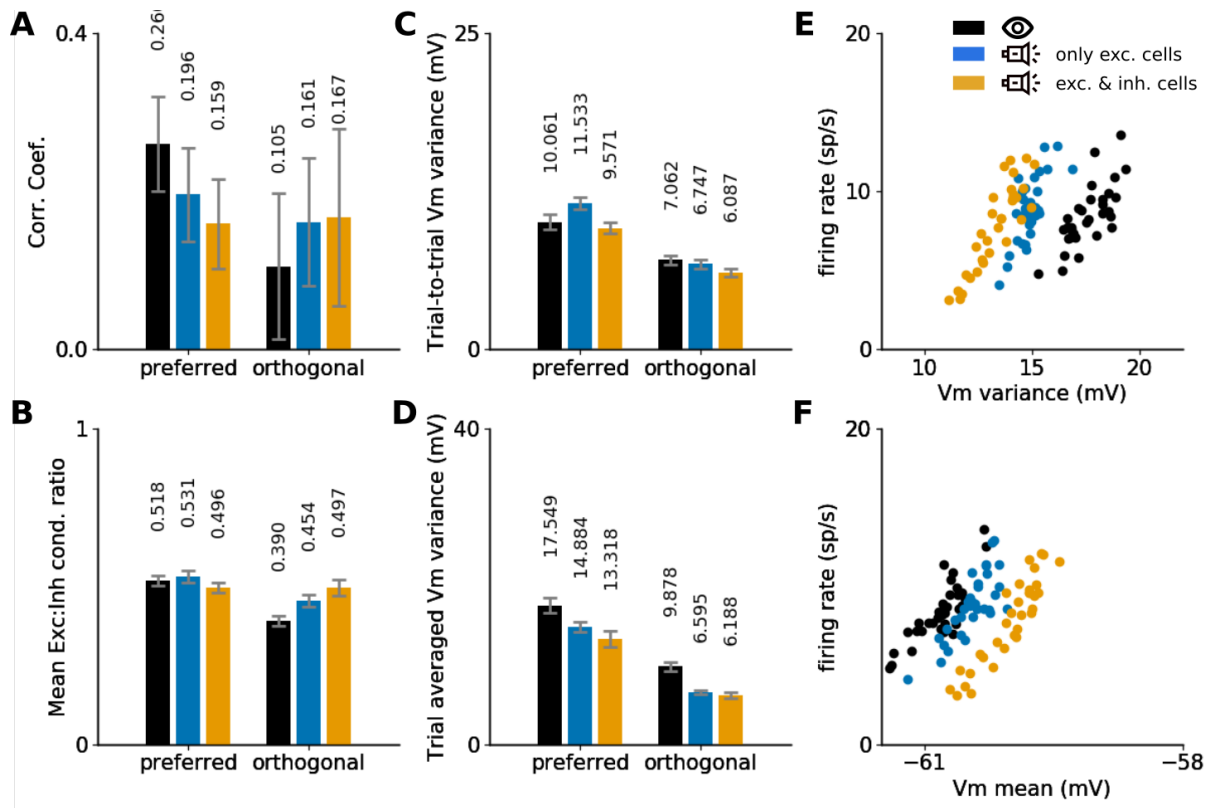 A
0.4
0.0
Corr. Coef.
0.26
0.196
0.159
0.105
0.161
0.167
preferred
orthogonal
B
1
0
Mean Exc:Inh cond. ratio
0.518
0.531
0.496
0.390
0.454
0.497
preferred
orthogonal
C
25
0
Trial-to-trial Vm variance (mV)
10.061
11.533
9.571
7.062
6.747
6.087
preferred
orthogonal
D
40
0
Trial averaged Vm variance (mV)
17.549
14.884
13.318
9.878
6.595
6.188
preferred
orthogonal
E
only exc. cells
exc. & inh. cells
20
10
0
firing rate (sp/s)
10
15
20
Vm variance (mV)
F
20
0
firing rate (sp/s)
−61
−58
Vm mean (mV)